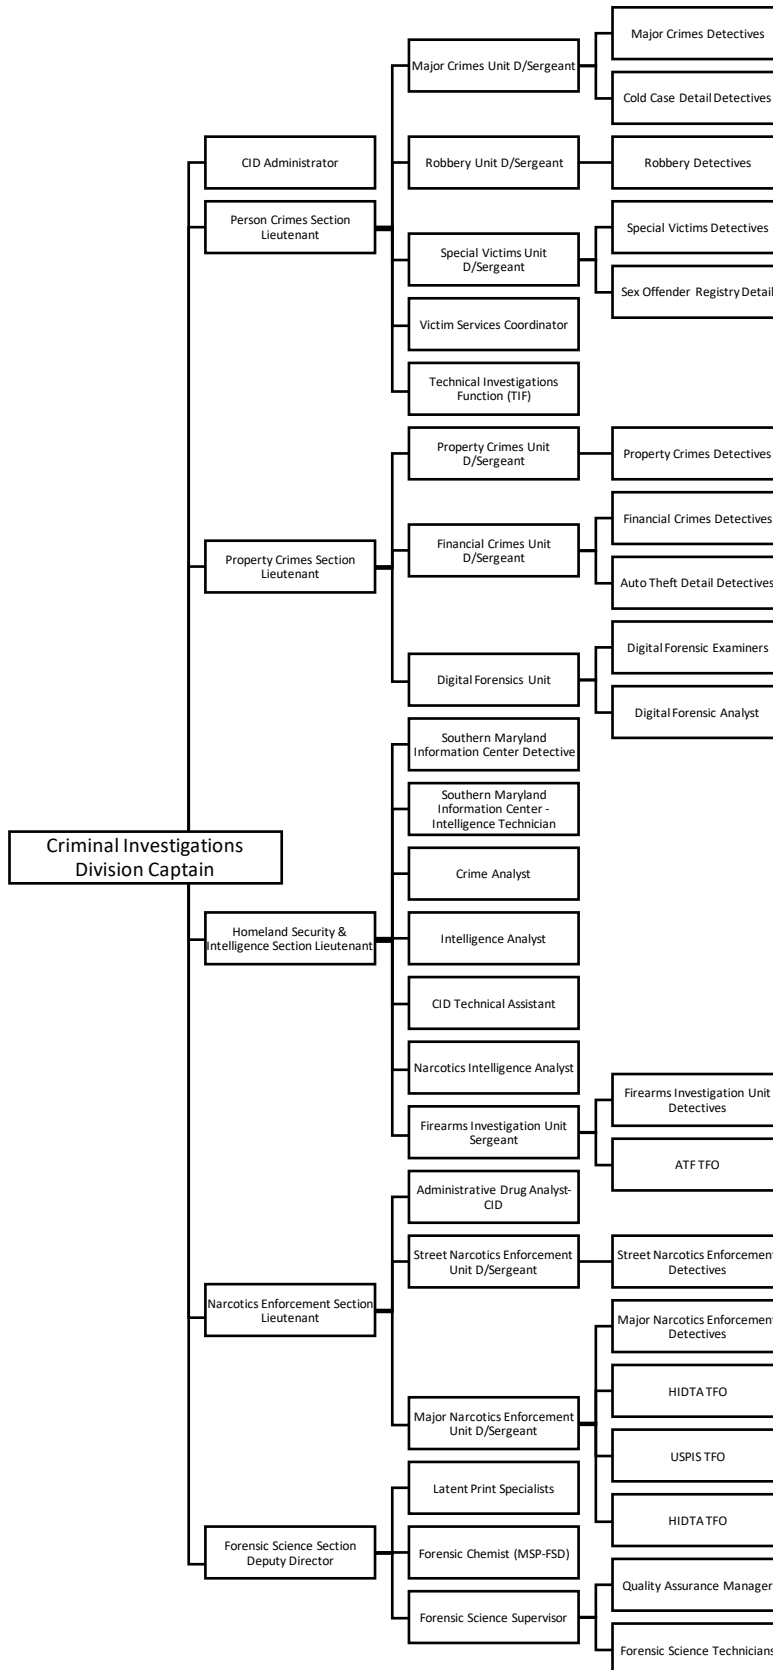 Major Crimes Detectives
Major Crimes Unit D/Sergeant
Cold Case Detail Detectives
CID Administrator
Robbery Unit D/Sergeant
Robbery Detectives
Person Crimes Section
Lieutenant
Special Victims Detectives
Special Victims Unit
D/Sergeant
Sex Offender Registry Detail
Victim Services Coordinator
Technical Investigations
Function (TIF)
Property Crimes Unit
D/Sergeant
Property Crimes Detectives
Financial Crimes Detectives
Property Crimes Section
Lieutenant
Financial Crimes Unit
D/Sergeant
Auto Theft Detail Detectives
Digital Forensic Examiners
Digital Forensics Unit
Digital Forensic Analyst
Southern Maryland
Information Center Detective
Southern Maryland
Information Center -
Intelligence Technician
Criminal Investigations
Division Captain
Crime Analyst
Homeland Security &
Intelligence Section Lieutenant
Intelligence Analyst
CID Technical Assistant
Narcotics Intelligence Analyst
Firearms Investigation Unit
Detectives
Firearms Investigation Unit
Sergeant
ATF TFO
Administrative Drug Analyst-
CID
Street Narcotics Enforcement
Unit D/Sergeant
Street Narcotics Enforcement
Detectives
Narcotics Enforcement Section
Lieutenant
Major Narcotics Enforcement
Detectives
HIDTA TFO
Major Narcotics Enforcement
Unit D/Sergeant
USPIS TFO
Latent Print Specialists
HIDTA TFO
Forensic Science Section
Deputy Director
Forensic Chemist (MSP-FSD)
Quality Assurance Manager
Forensic Science Supervisor
Forensic Science Technicians